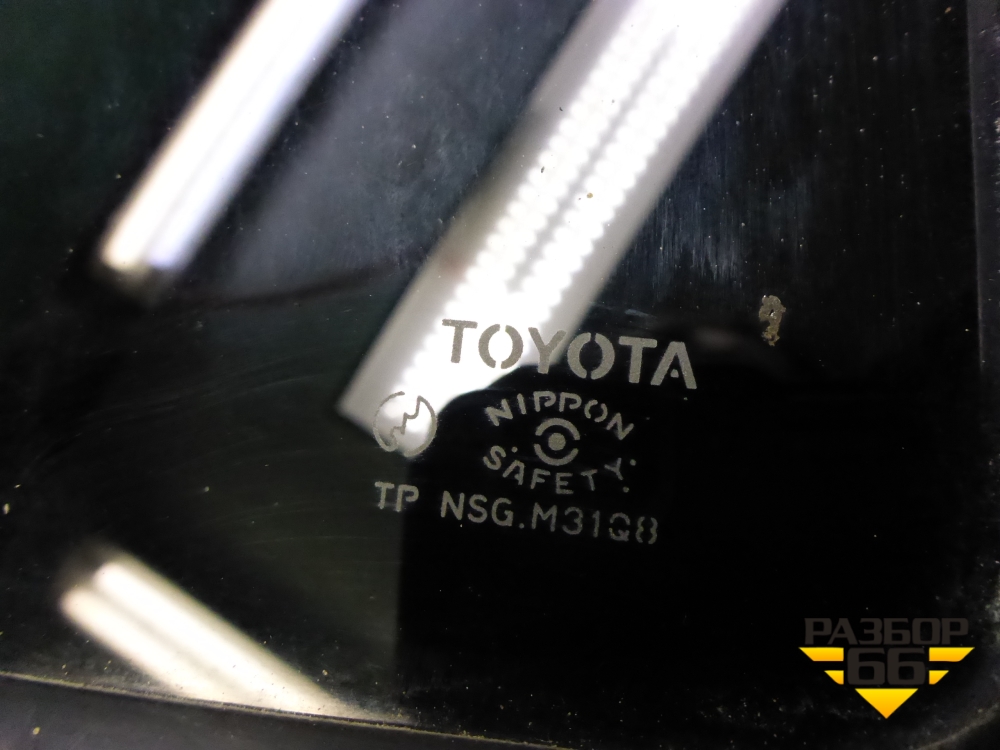 TOYOTA
NIPPON
SAFETY
TP NSG.M31Q8
РАЗБОР
66